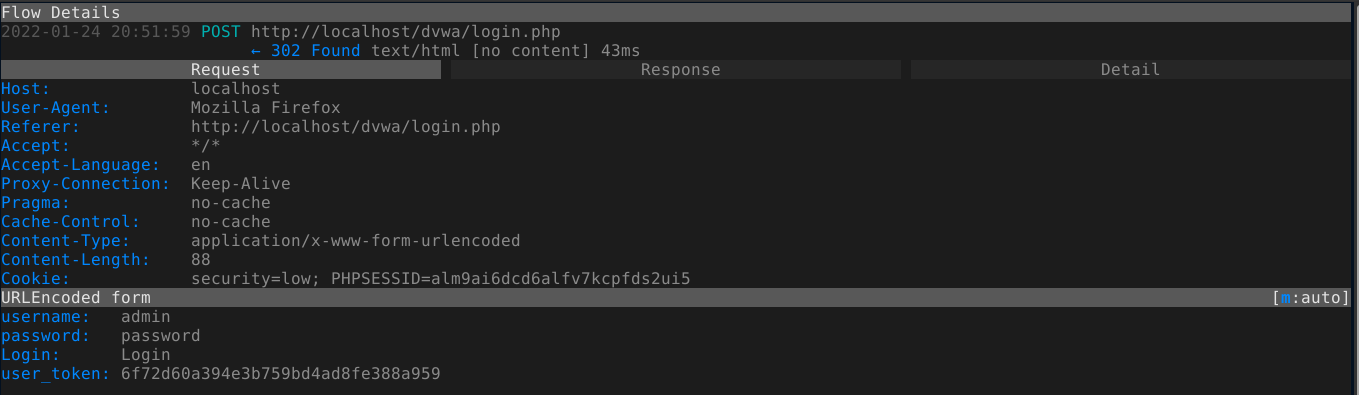 Flow Details
2022-01-24 20:51:59 POST http://localhost/dvwa/login.php
← 302 Found text/html [no content] 43ms
Request Response Detail
Host: localhost
User-Agent: Mozilla Firefox
Referer: http://localhost/dvwa/login.php
Accept: */*
Accept-Language: en
Proxy-Connection: Keep-Alive
Pragma: no-cache
Cache-Control: no-cache
Content-Type: application/x-www-form-urlencoded
Content-Length: 88
Cookie: security=low; PHPSESSID=alm9ai6dcd6alfv7kcpfds2ui5
URLEncoded form [m:auto]
username: admin
password: password
Login: Login
user_token: 6f72d60a394e3b759bd4ad8fe388a959